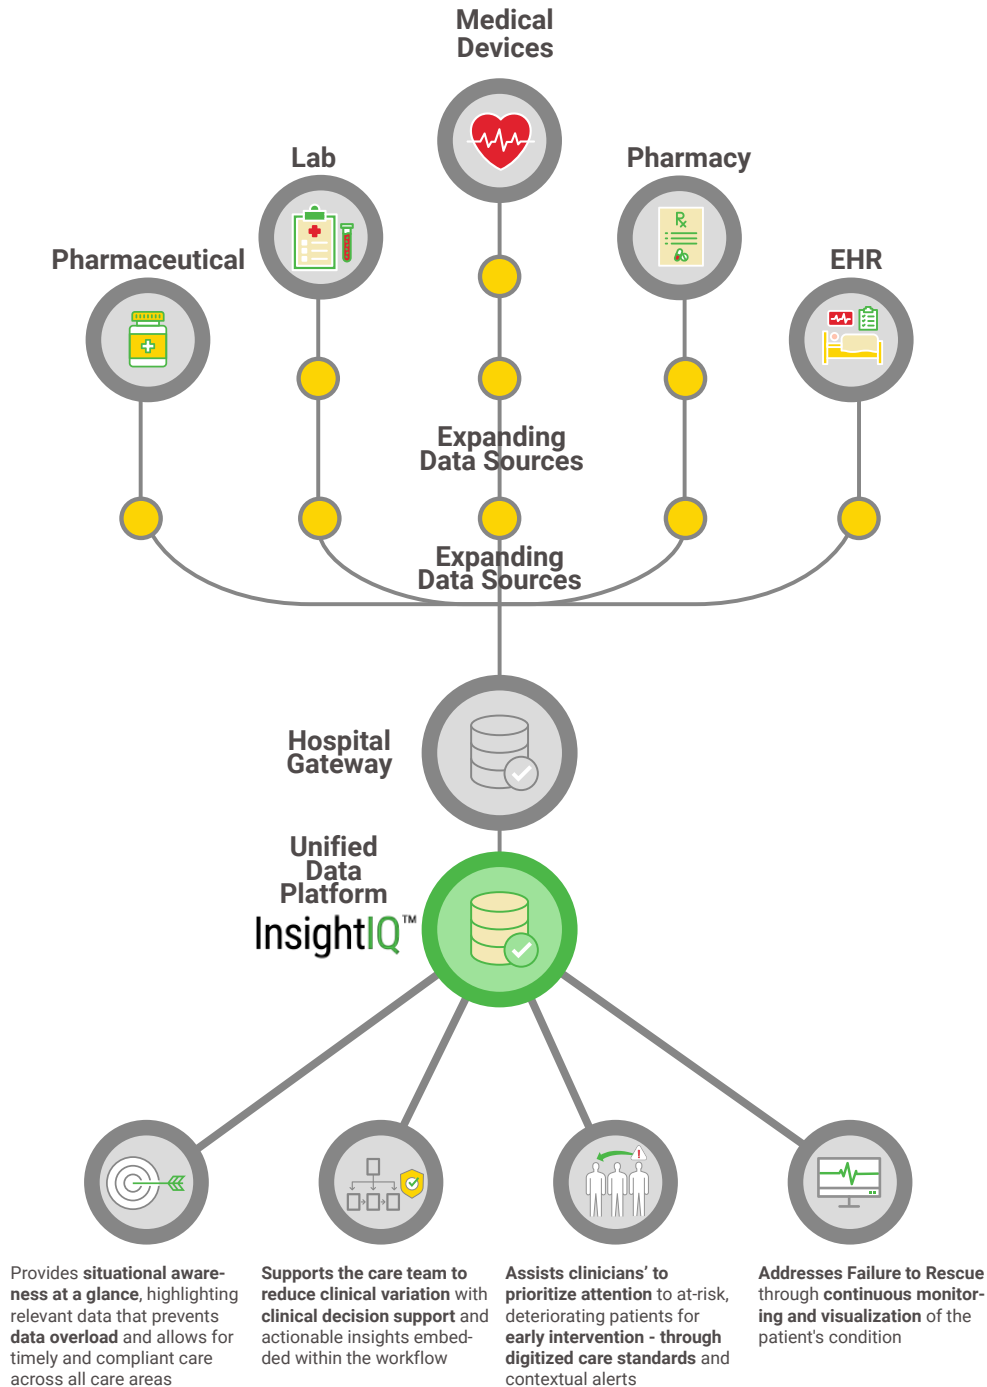 Medical
Devices
Lab
Pharmacy
Pharmaceutical
EHR
Rx
Expanding
Data Sources
Expanding
Data Sources
Hospital
Gateway
Unified
Data
Platform
InsightIQ™
!
Provides situational aware-
ness at a glance, highlighting
relevant data that prevents
data overload and allows for
timely and compliant care
across all care areas
Supports the care team to
reduce clinical variation with
clinical decision support and
actionable insights embed-
ded within the workflow
Assists clinicians’ to
prioritize attention to at-risk,
deteriorating patients for
early intervention - through
digitized care standards and
contextual alerts
Addresses Failure to Rescue
through continuous monitor-
ing and visualization of the
patient's condition